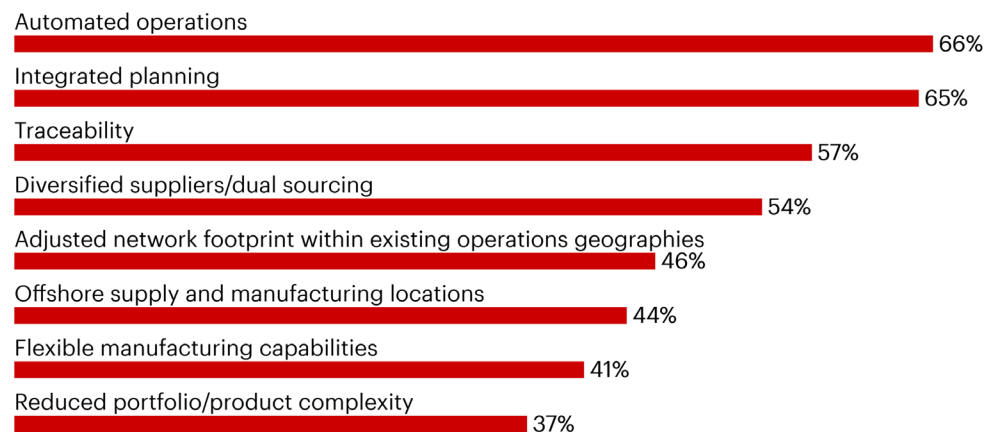 Automated operations
66%
Integrated planning
65%
Traceability
57%
Diversified suppliers/dual sourcing
54%
Adjusted network footprint within existing operations geographies
46%
Offshore supply and manufacturing locations
44%
Flexible manufacturing capabilities
41%
Reduced portfolio/product complexity
37%